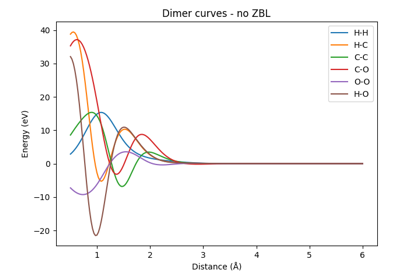 Dimer curves - no ZBL
Energy (eV)
40
30
20
10
0
−10
−20
H-H
H-C
C-C
C-O
O-O
H-O
1
2
3
4
5
6
Distance (Å)